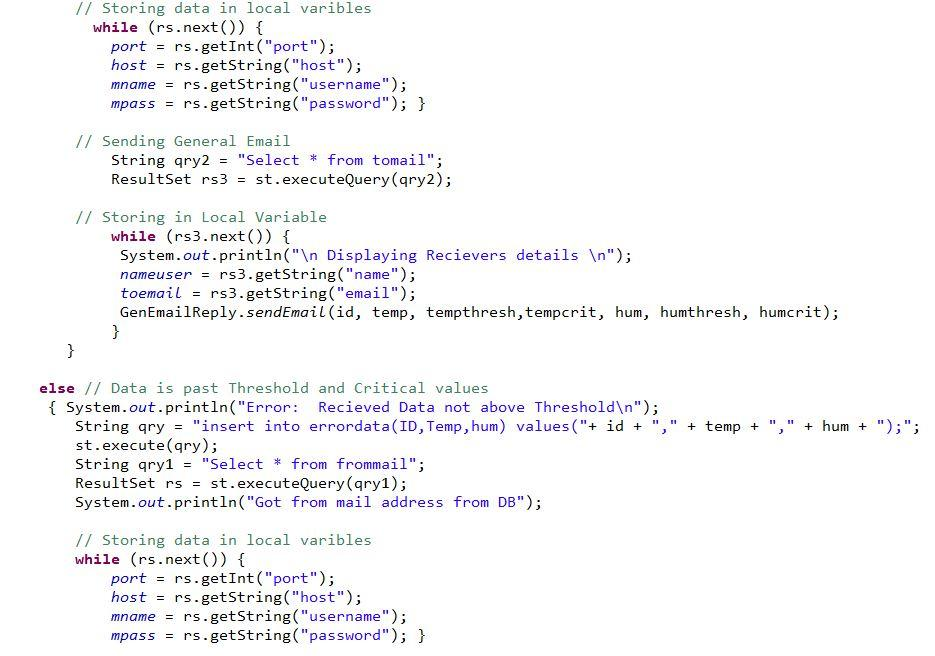 // Storing data in local varibles
while (rs.next()) {
port = rs.getInt("port");
host = rs.getString("host");
mname = rs.getString("username");
mpass = rs.getString("password"); }
// Sending General Email
String qry2 = "Select * from tomail";
ResultSet rs3 = st.executeQuery(qry2);
// Storing in Local Variable
while (rs3.next()) {
System.out.println("\n Displaying Recievers details \n");
nameuser = rs3.getString("name");
toemail = rs3.getString("email");
GenEmailReply.sendEmail(id, temp, tempthresh,tempcrit, hum, humthresh, humcrit);
}
}
else // Data is past Threshold and Critical values
{ System.out.println("Error:  Recieved Data not above Threshold\n");
String qry = "insert into errordata(ID,Temp,hum) values("+ id + "," + temp + "," + hum + ");";
st.execute(qry);
String qry1 = "Select * from frommail";
ResultSet rs = st.executeQuery(qry1);
System.out.println("Got from mail address from DB");
// Storing data in local varibles
while (rs.next()) {
port = rs.getInt("port");
host = rs.getString("host");
mname = rs.getString("username");
mpass = rs.getString("password"); }